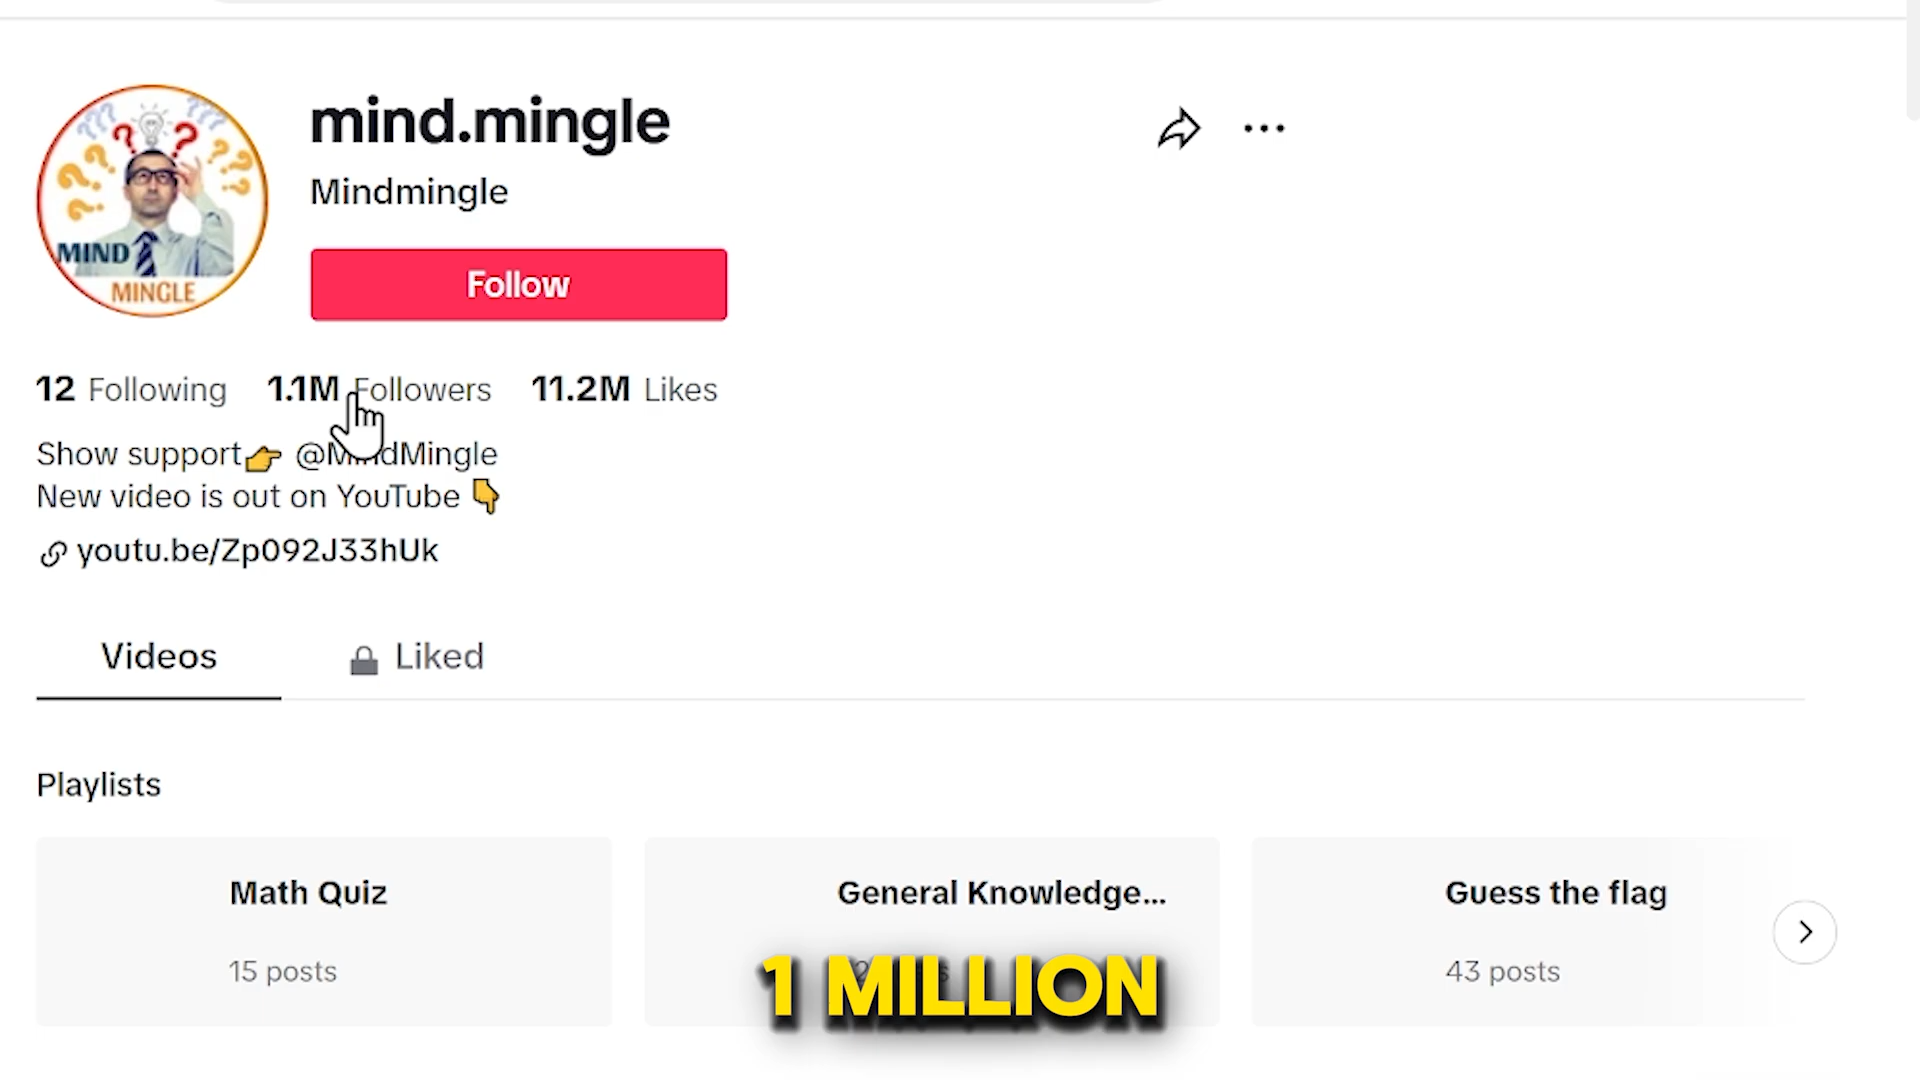 mind.mingle
Mindmingle
MIND
MINGLE
Follow
12 Following 1.1M Followers 11.2M Likes
Show support👉 @MindMingle
New video is out on YouTube 👇
youtu.be/Zp092J33hUk
Videos Liked
Playlists
Math Quiz
15 posts
General Knowledge...
Guess the flag
43 posts
1 MILLION